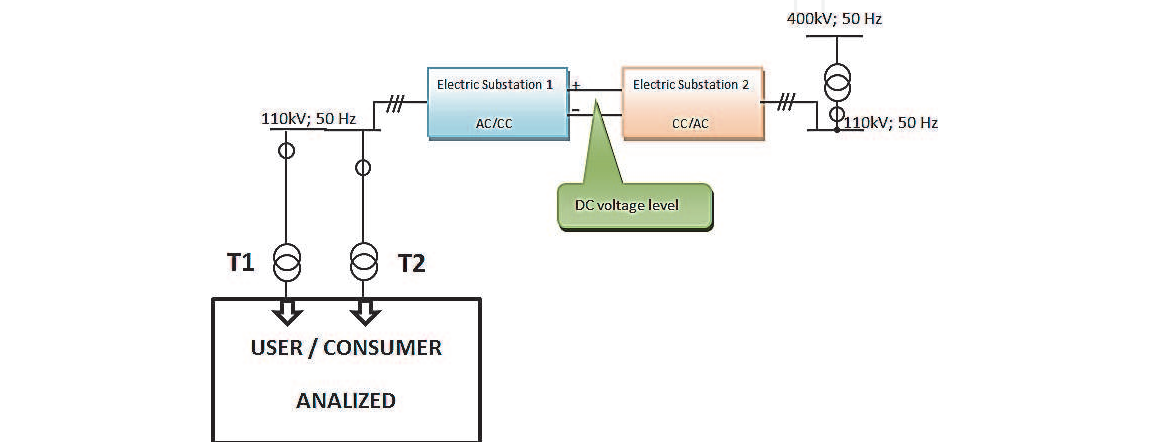 400kV; 50 Hz
Electric Substation 1
+
Electric Substation 2
-
110kV; 50 Hz
AC/CC
CC/AC
110kV; 50 Hz
DC voltage level
T1
T2
USER / CONSUMER
ANALIZED